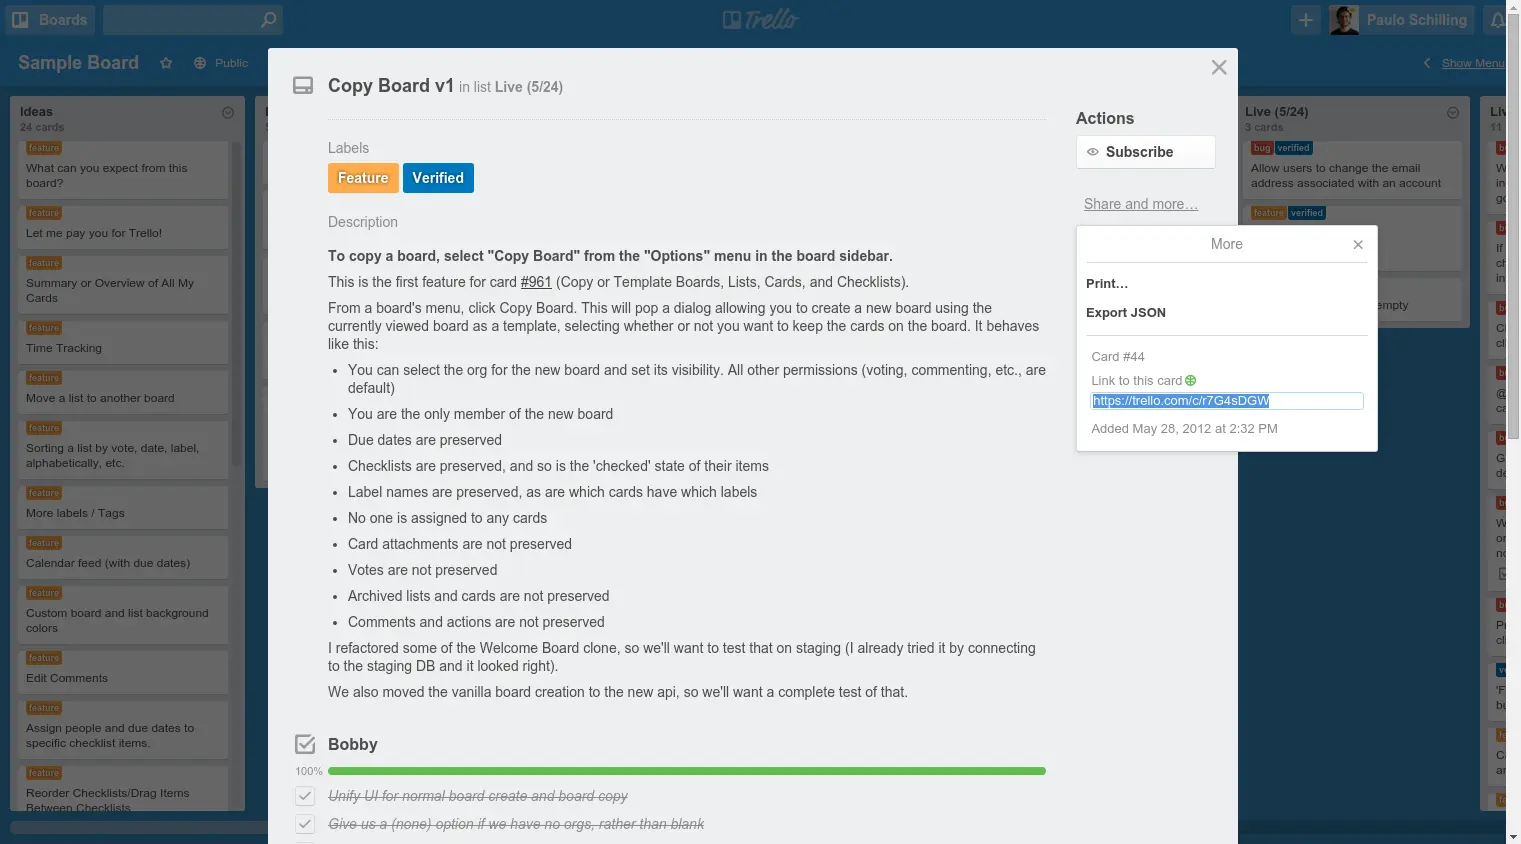 Boards
Trello
Paulo Schilling
Sample Board
Public
Show Menu
Ideas
24 cards
feature
What can you expect from this
board?
feature
Let me pay you for Trello!
feature
Summary or Overview of All My
Cards
feature
Time Tracking
feature
Move a list to another board
feature
Sorting a list by vote, date, label,
alphabetically, etc.
feature
More labels / Tags
feature
Calendar feed (with due dates)
feature
Custom board and list background
colors
feature
Edit Comments
feature
Assign people and due dates to
specific checklist items.
feature
Reorder Checklists/Drag Items
Between Checklists
Copy Board v1 in list Live (5/24)
Labels
Feature Verified
Description
To copy a board, select "Copy Board" from the "Options" menu in the board sidebar.
This is the first feature for card #961 (Copy or Template Boards, Lists, Cards, and Checklists).
From a board's menu, click Copy Board. This will pop a dialog allowing you to create a new board using the
currently viewed board as a template, selecting whether or not you want to keep the cards on the board. It behaves
like this:
• You can select the org for the new board and set its visibility. All other permissions (voting, commenting, etc., are
default)
• You are the only member of the new board
• Due dates are preserved
• Checklists are preserved, and so is the 'checked' state of their items
• Label names are preserved, as are which cards have which labels
• No one is assigned to any cards
• Card attachments are not preserved
• Votes are not preserved
• Archived lists and cards are not preserved
• Comments and actions are not preserved
I refactored some of the Welcome Board clone, so we'll want to test that on staging (I already tried it by connecting
to the staging DB and it looked right).
We also moved the vanilla board creation to the new api, so we'll want a complete test of that.
Bobby
100%
Unify UI for normal board create and board copy
Give us a (none) option if we have no orgs, rather than blank
Actions
Subscribe
Share and more…
More
Print…
Export JSON
Card #44
Link to this card
https://trello.com/c/r7G4sDGW
Added May 28, 2012 at 2:32 PM
Live (5/24)
3 cards
bug verified
Allow users to change the email
address associated with an account
feature verified
empty
11